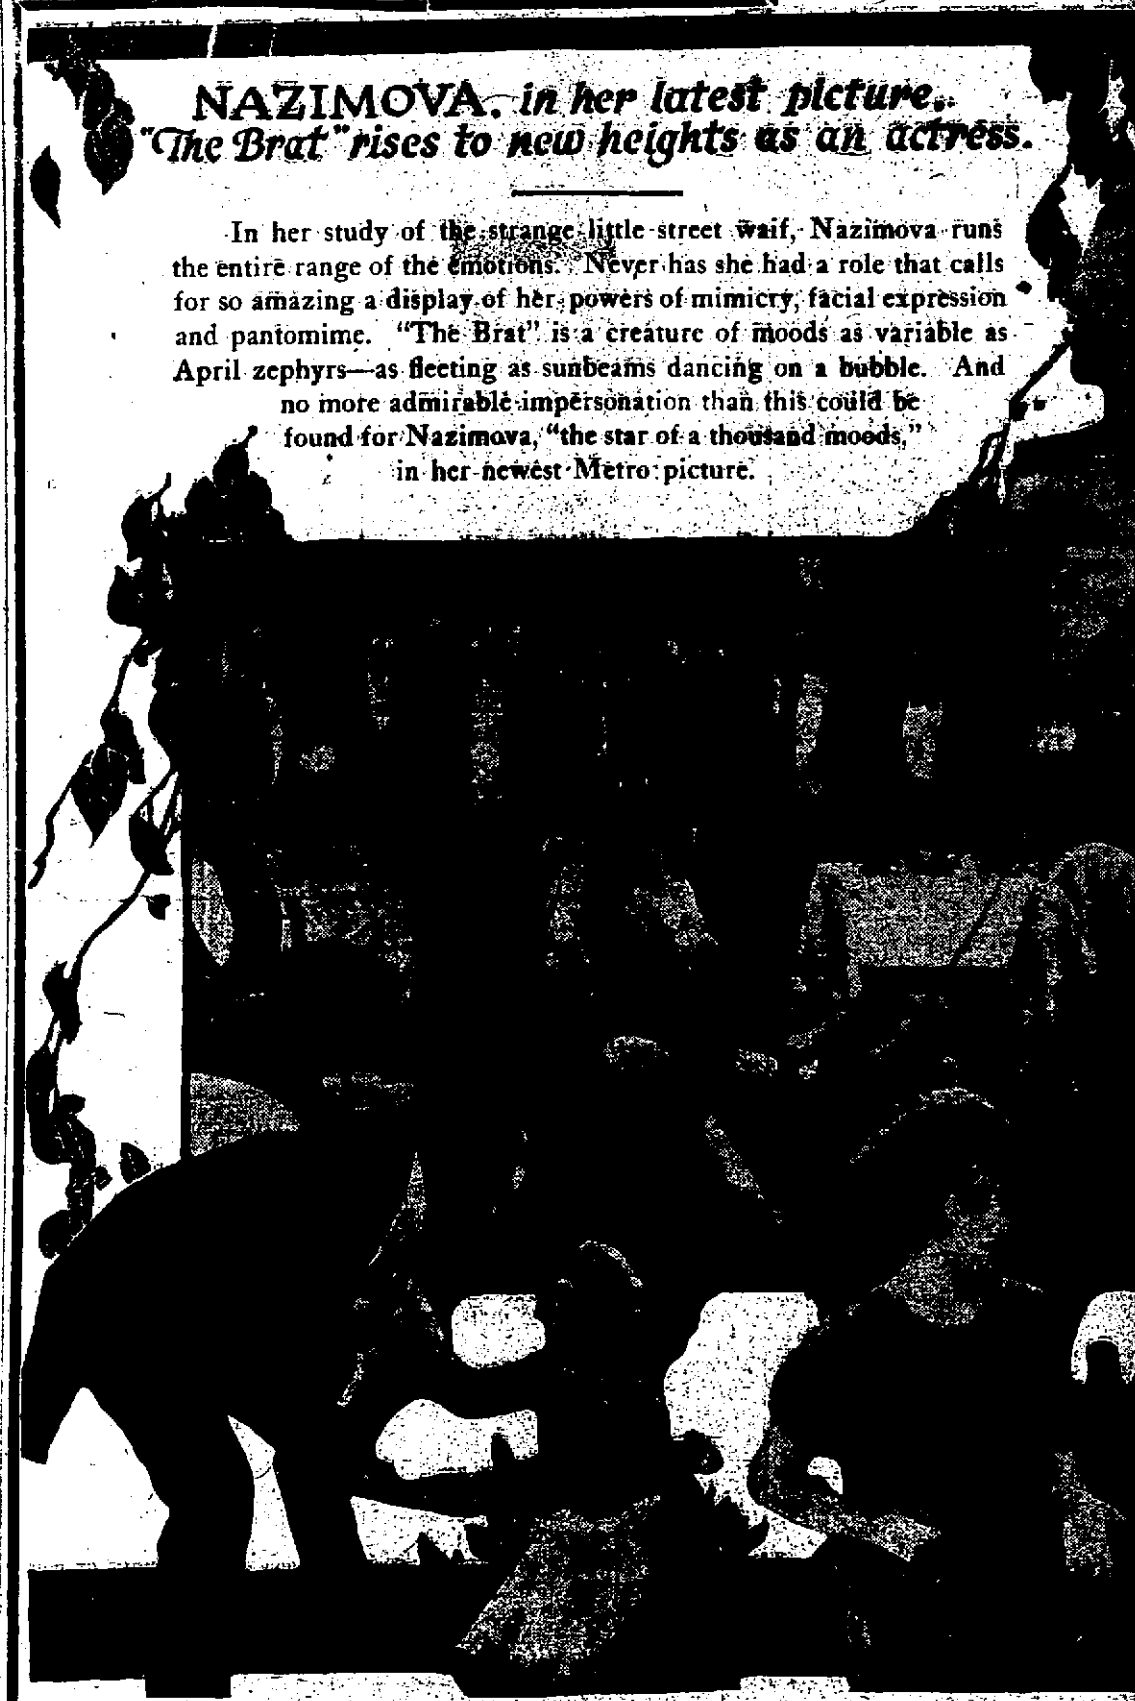 NAZIMOVA. in her latest picture.
"The Brat" rises to new heights as an actress.
In her study of the strange little street waif, Nazimova runs
the entire range of the emotions. Never has she had a role that calls
for so amazing a display of her powers of mimicry, facial expression
and pantomime. "The Brat" is a creature of moods as variable as
April zephyrs—as fleeting as sunbeams dancing on a bubble. And
no more admirable impersonation than this could be
found for Nazimova, "the star of a thousand moods,"
in her newest Metro picture.